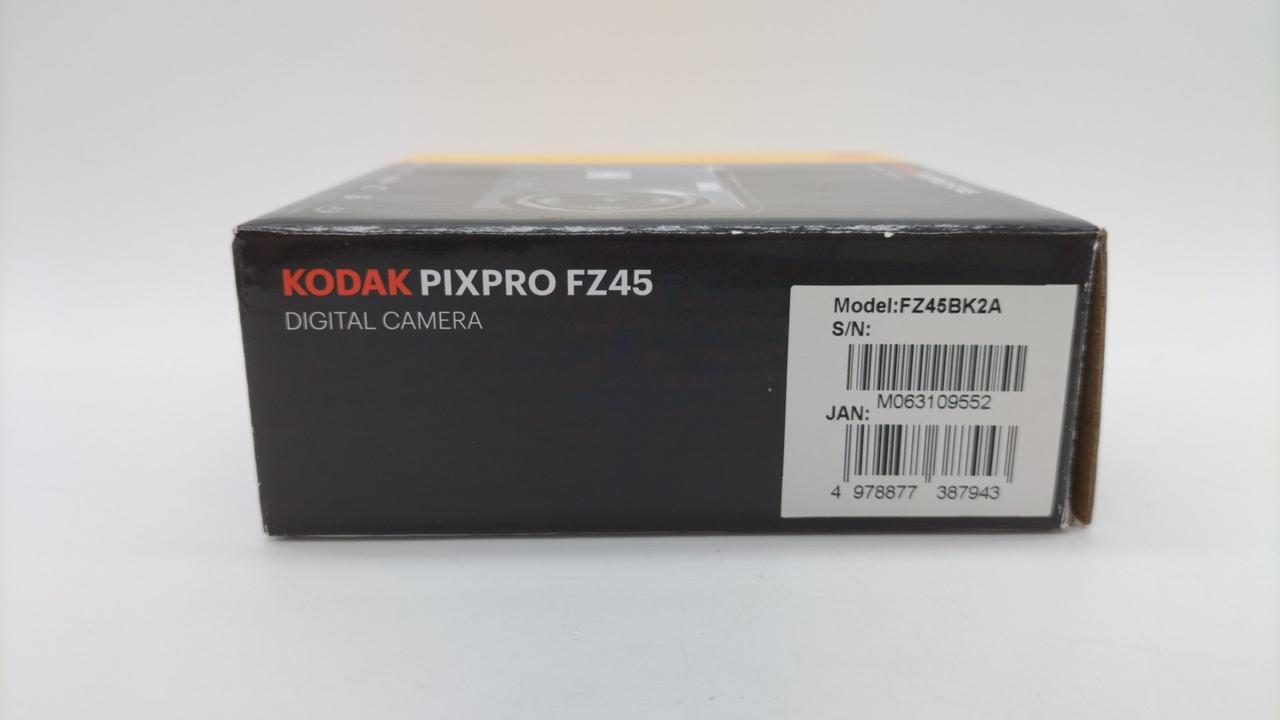 KODAK PIXPRO FZ45
DIGITAL CAMERA
Model:FZ45BK2A
S/N:
M063109552
JAN:
4 978877 387943